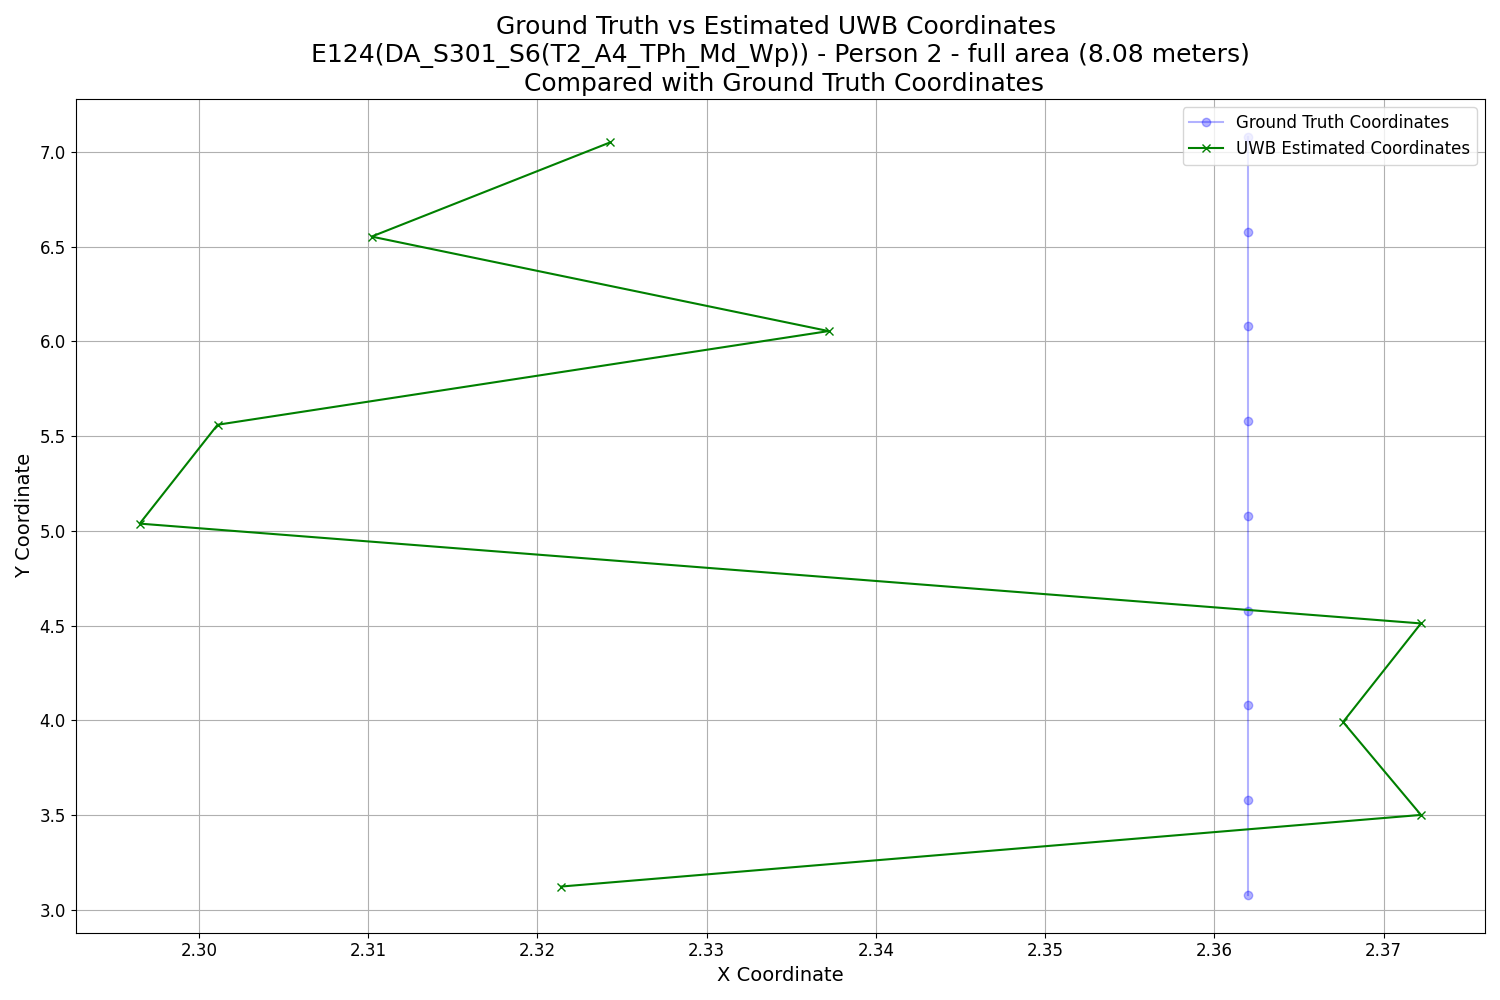 Ground Truth vs Estimated UWB Coordinates
E124(DA_S301_S6(T2_A4_TPh_Md_Wp)) - Person 2 - full area (8.08 meters)
Compared with Ground Truth Coordinates
Ground Truth Coordinates
UWB Estimated Coordinates
Y Coordinate
7.0
6.5
6.0
5.5
5.0
4.5
4.0
3.5
3.0
2.30 2.31 2.32 2.33 2.34 2.35 2.36 2.37
X Coordinate